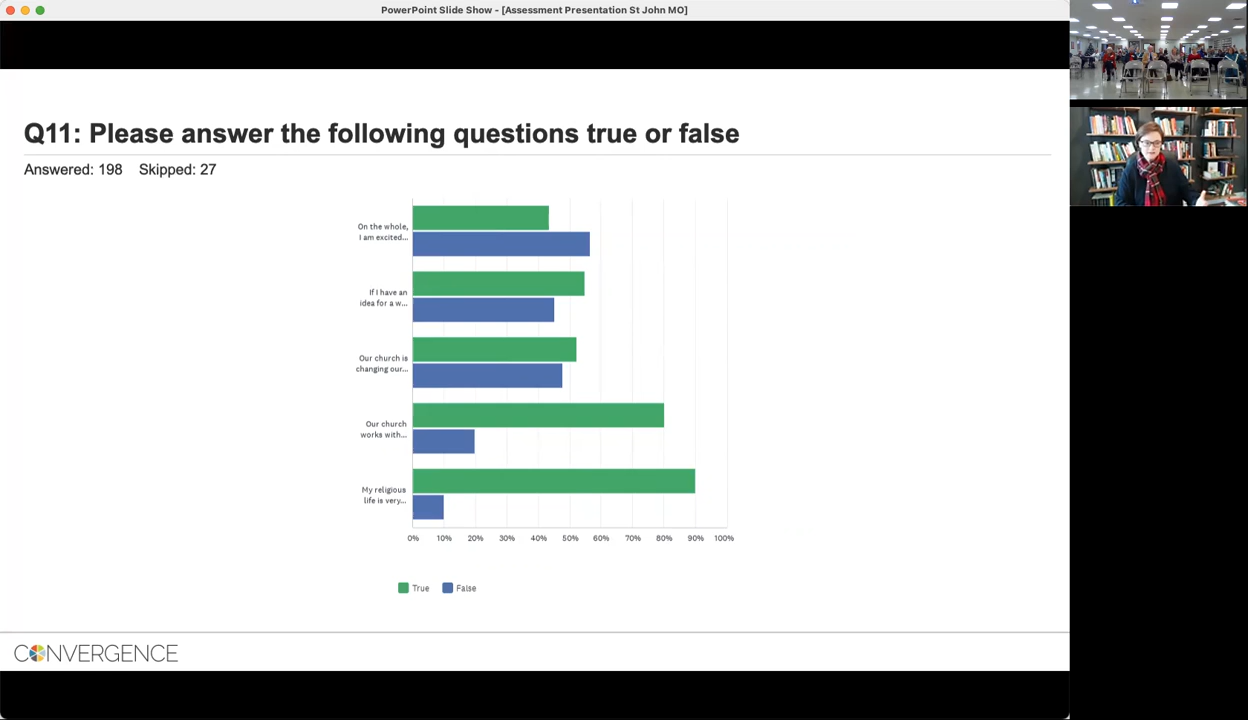 PowerPoint Slide Show - [Assessment Presentation St John MO]
Q11: Please answer the following questions true or false
Answered: 198 Skipped: 27
On the whole,
I am excited...
If I have an
idea for a w...
Our church is
changing our...
Our church
works with...
My religious
life is very...
0% 10% 20% 30% 40% 50% 60% 70% 80% 90% 100%
True False
CONVERGENCE